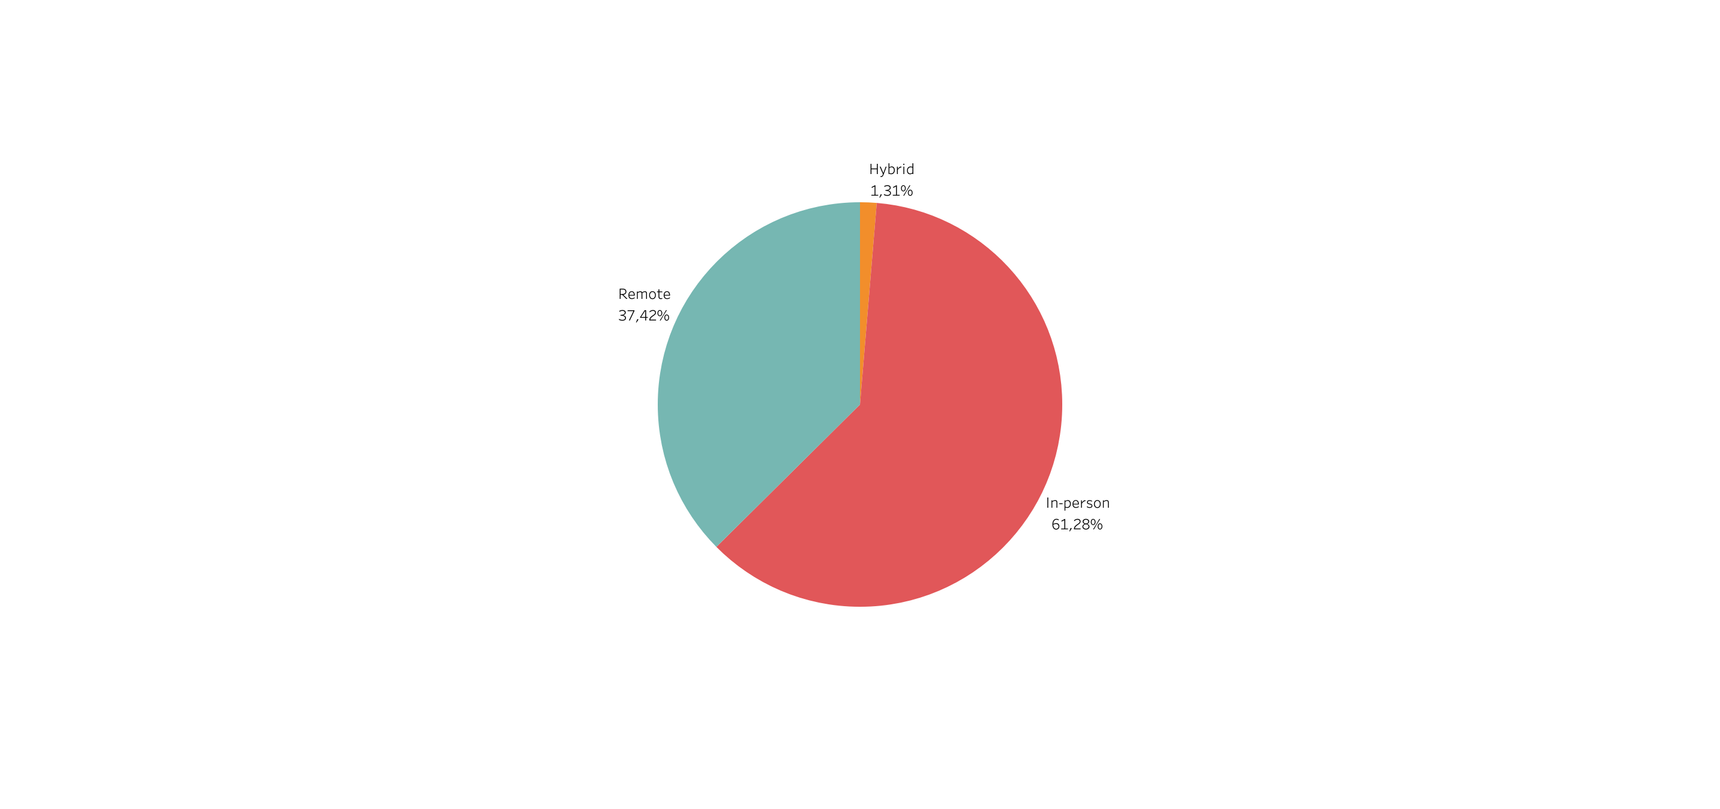 Hybrid
1,31%
Remote
37,42%
In-person
61,28%